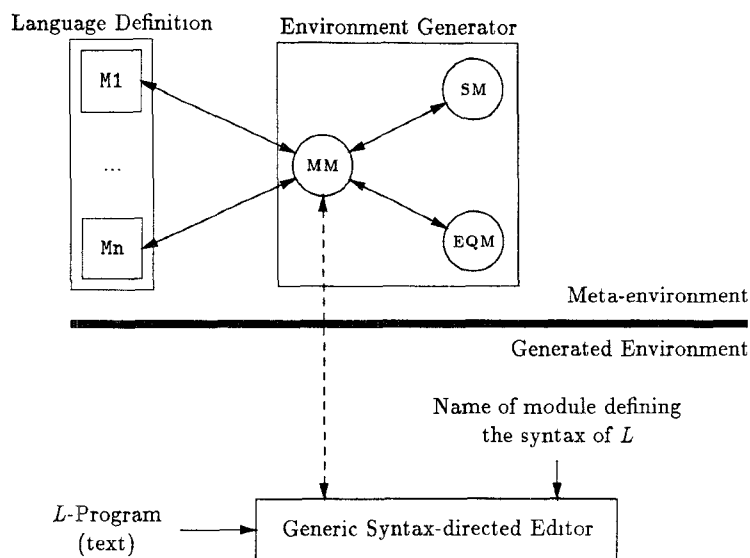 Language Definition
Environment Generator
M1
SM
...
MM
Mn
EQM
Meta-environment
Generated Environment
Name of module defining
the syntax of L
L-Program
(text)
Generic Syntax-directed Editor